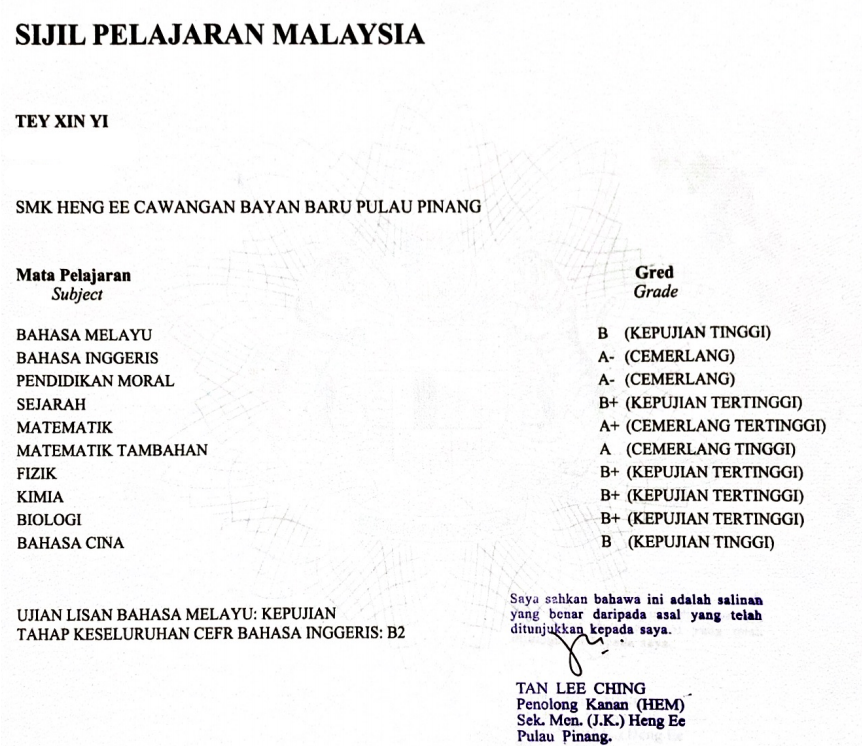 SIJIL PELAJARAN MALAYSIA
TEY XIN YI
SMK HENG EE CAWANGAN BAYAN BARU PULAU PINANG
Mata Pelajaran Gred
Subject Grade
BAHASA MELAYU B (KEPUJIAN TINGGI)
BAHASA INGGERIS A- (CEMERLANG)
PENDIDIKAN MORAL A- (CEMERLANG)
SEJARAH B+ (KEPUJIAN TERTINGGI)
MATEMATIK A+ (CEMERLANG TERTINGGI)
MATEMATIK TAMBAHAN A (CEMERLANG TINGGI)
FIZIK B+ (KEPUJIAN TERTINGGI)
KIMIA B+ (KEPUJIAN TERTINGGI)
BIOLOGI B+ (KEPUJIAN TERTINGGI)
BAHASA CINA B (KEPUJIAN TINGGI)
UJIAN LISAN BAHASA MELAYU: KEPUJIAN
TAHAP KESELURUHAN CEFR BAHASA INGGERIS: B2
Saya sahkan bahawa ini adalah salinan
yang benar daripada asal yang telah
ditunjukkan kepada saya.
TAN LEE CHING
Penolong Kanan (HEM)
Sek. Men. (J.K.) Heng Ee
Pulau Pinang.